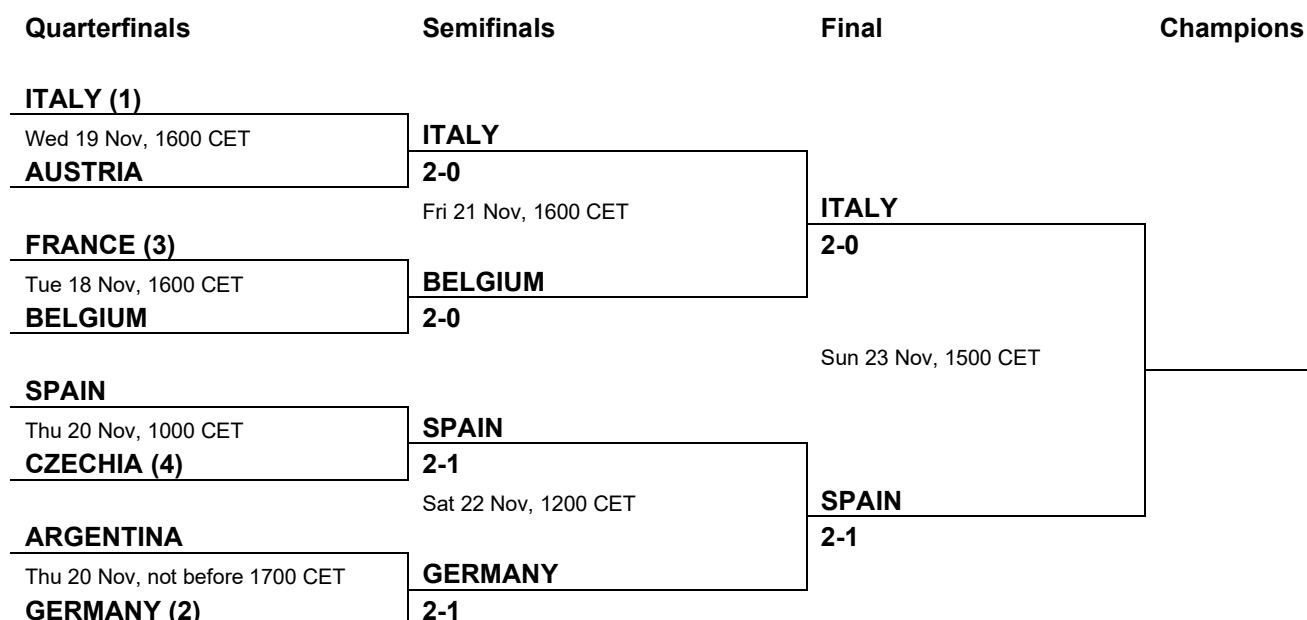 Quarterfinals Semifinals Final Champions
ITALY (1)
Wed 19 Nov, 1600 CET
AUSTRIA
FRANCE (3)
Tue 18 Nov, 1600 CET
BELGIUM
SPAIN
Thu 20 Nov, 1000 CET
CZECHIA (4)
ARGENTINA
Thu 20 Nov, not before 1700 CET
GERMANY (2)
ITALY
2-0
Fri 21 Nov, 1600 CET
BELGIUM
2-0
SPAIN
2-1
Sat 22 Nov, 1200 CET
GERMANY
2-1
ITALY
2-0
Sun 23 Nov, 1500 CET
SPAIN
2-1